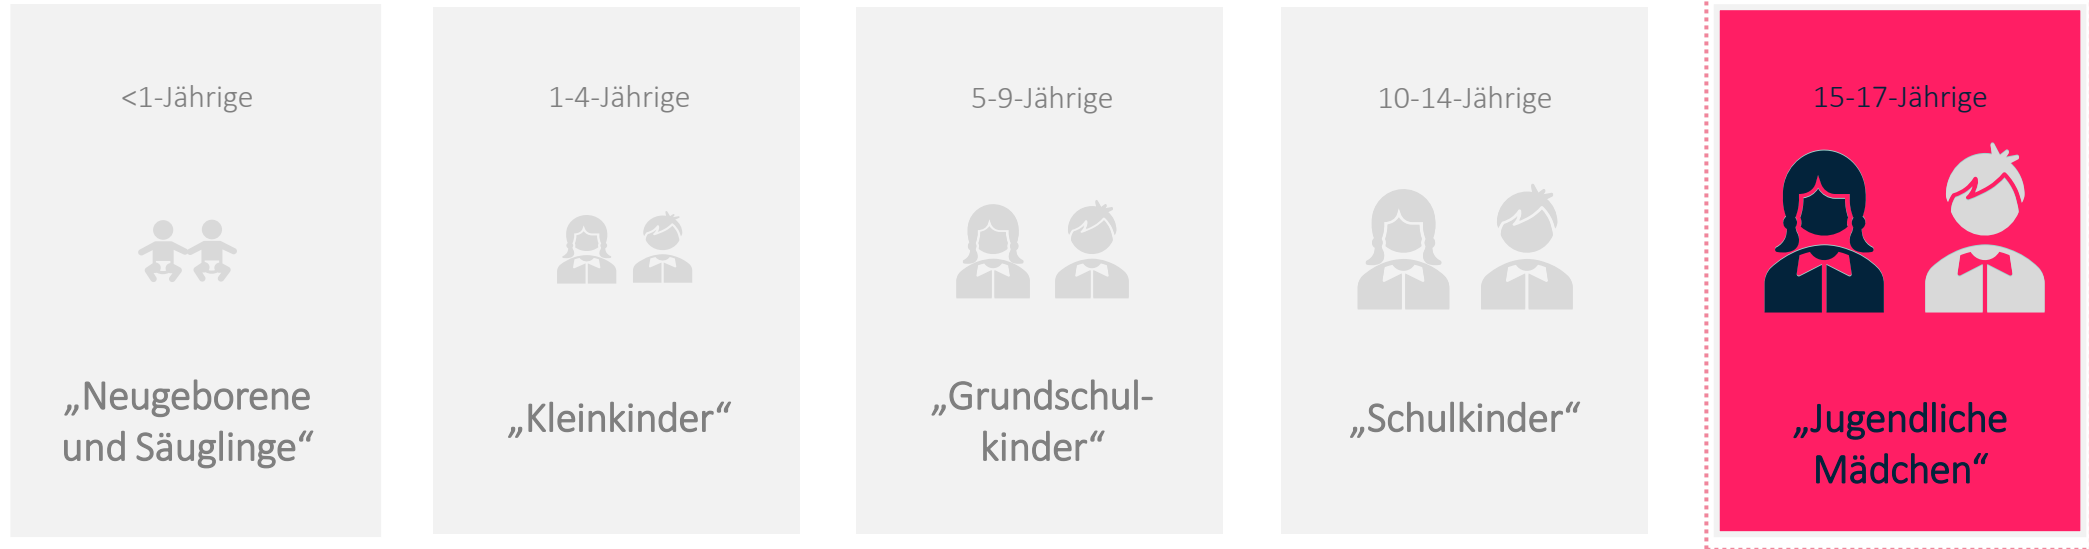 <1-Jährige
„Neugeborene
und Säuglinge“
1-4-Jährige
„Kleinkinder“
5-9-Jährige
„Grundschul-
kinder“
10-14-Jährige
„Schulkinder“
15-17-Jährige
„Jugendliche
Mädchen“